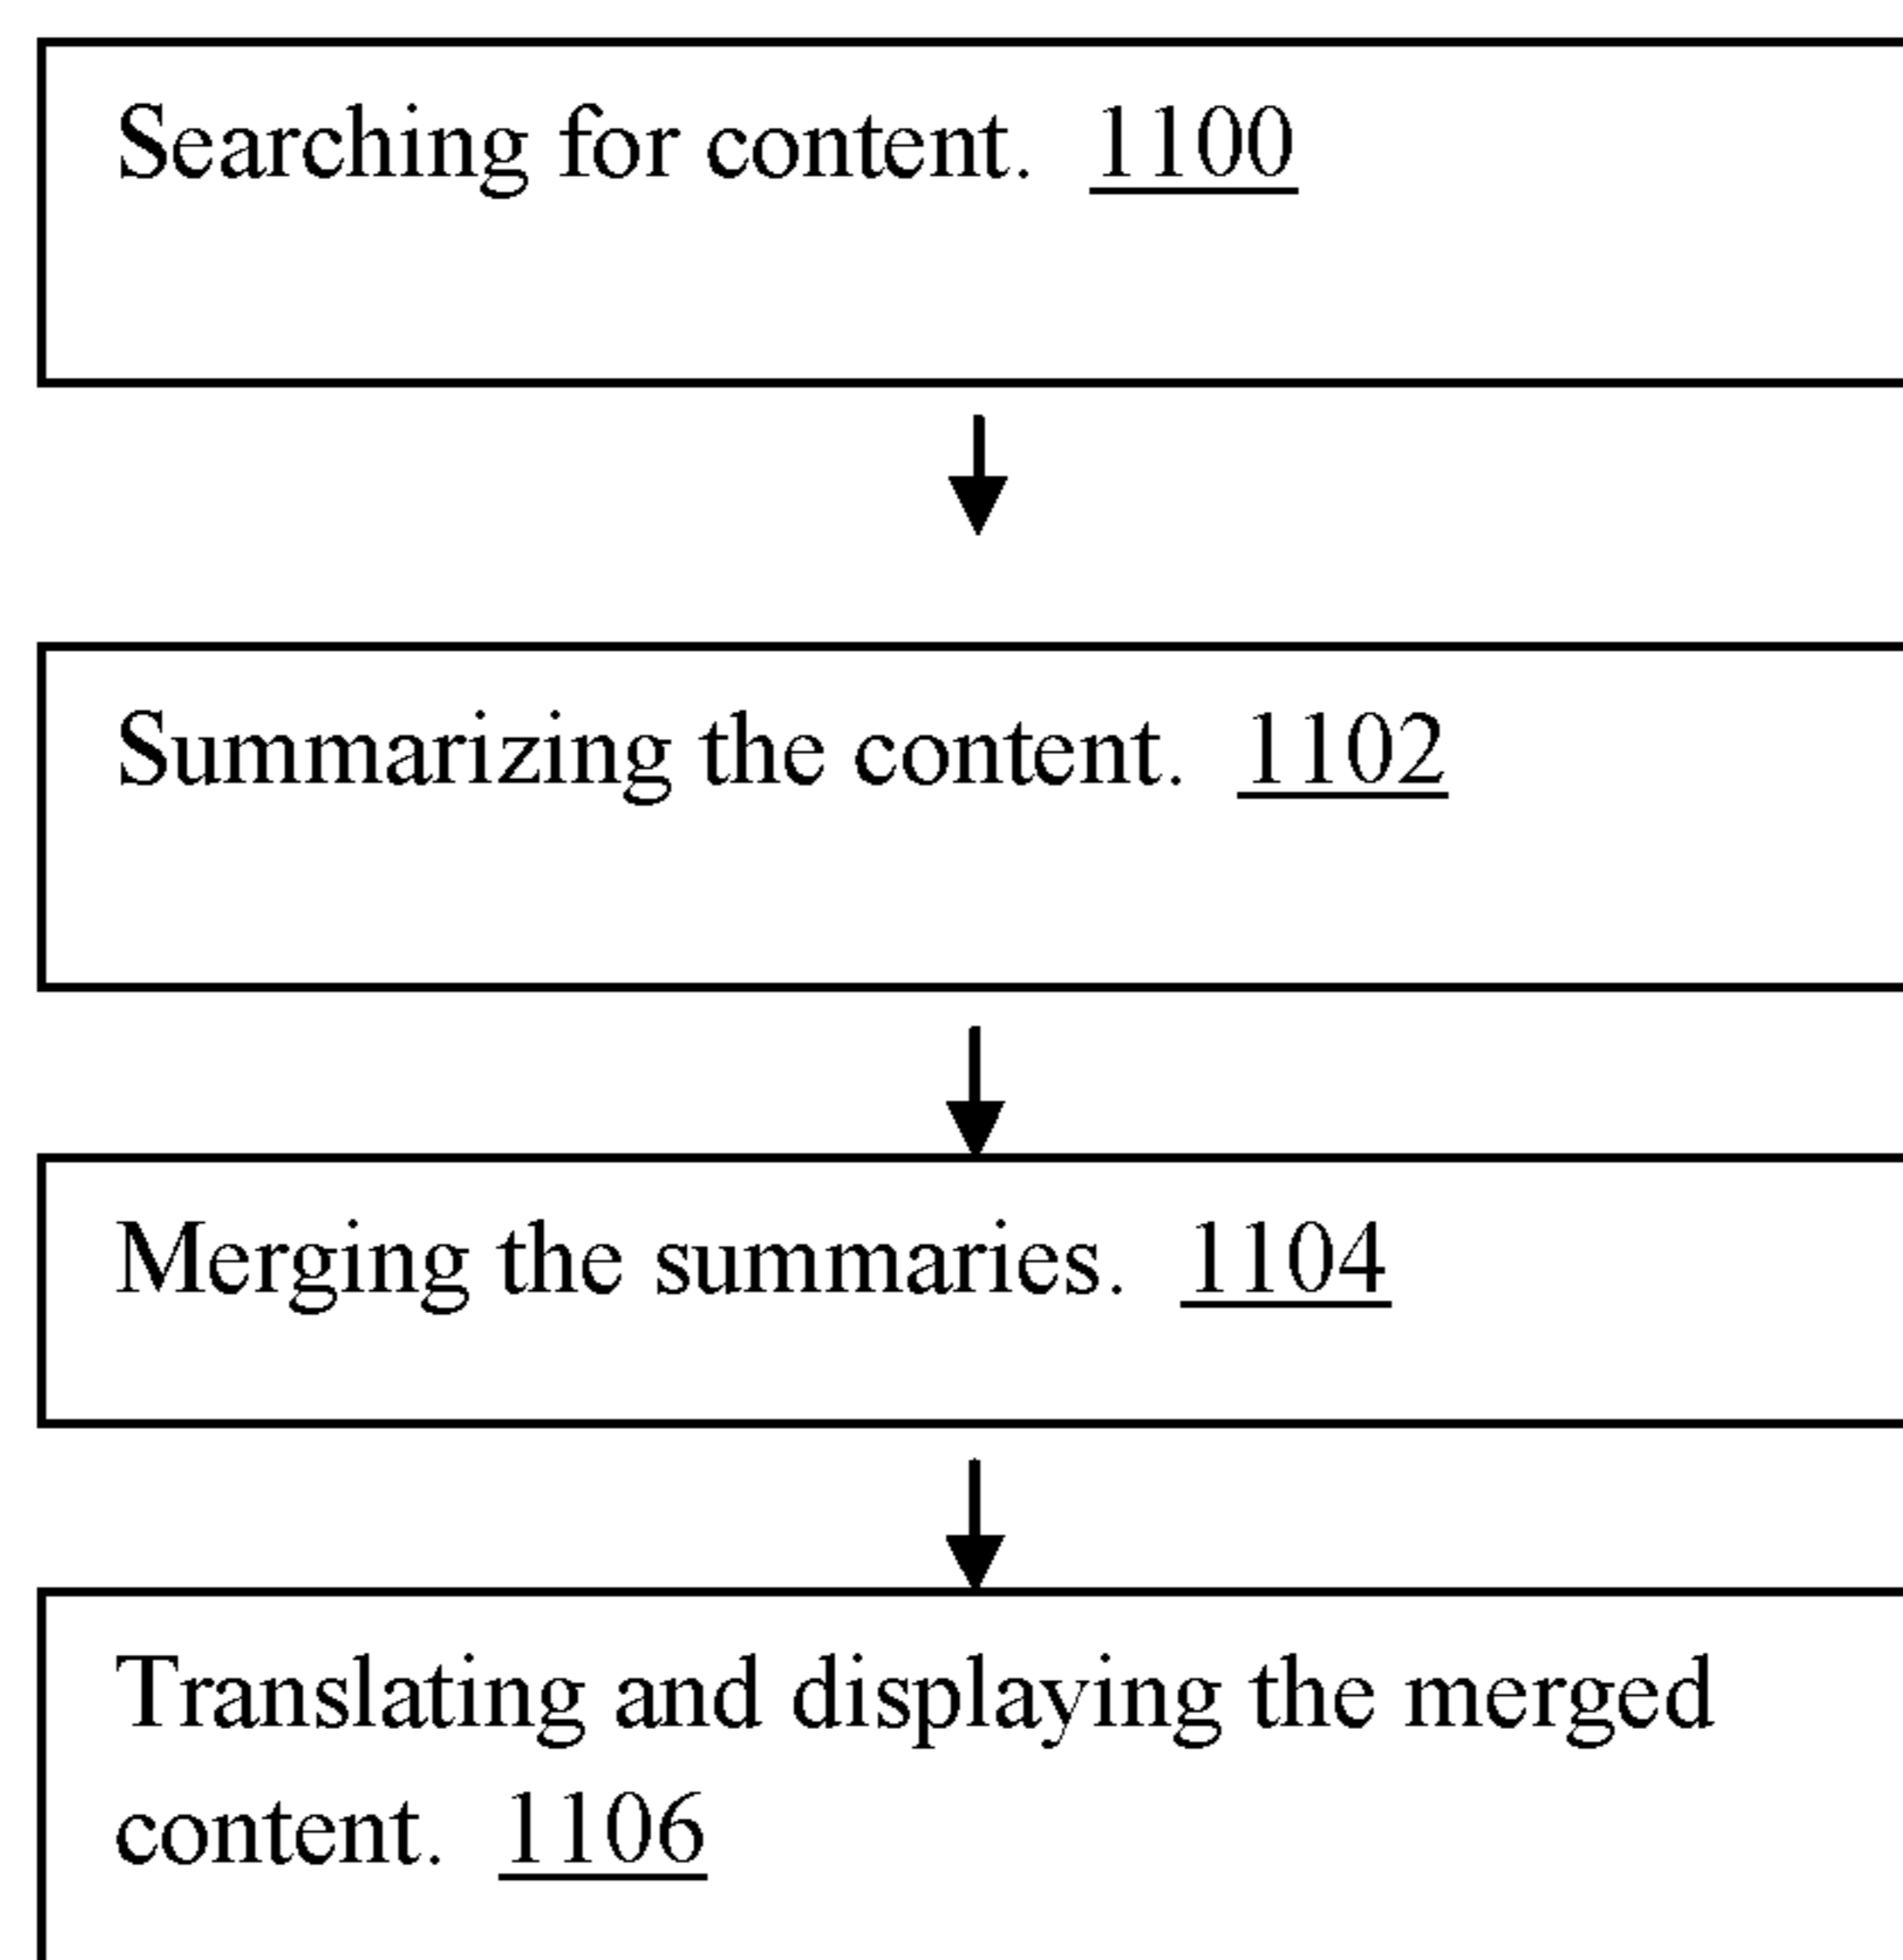 Searching for content. 1100
Summarizing the content. 1102
Merging the summaries. 1104
Translating and displaying the merged
content. 1106